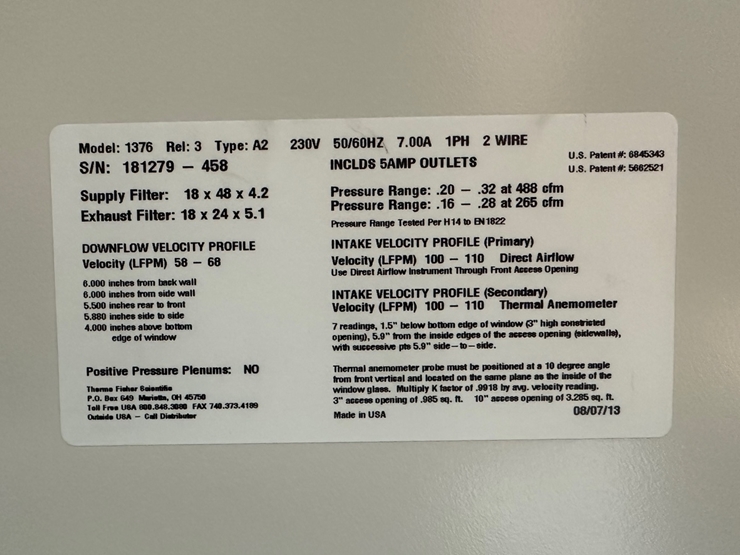 Model: 1376 Rel: 3 Type: A2 230V 50/60HZ 7.00A 1PH 2 WIRE
S/N: 181279 – 458
INCLDS 5AMP OUTLETS
U.S. Patent #: 6845343
U.S. Patent #: 5662521
Supply Filter: 18 x 48 x 4.2
Exhaust Filter: 18 x 24 x 5.1
Pressure Range: .20 – .32 at 488 cfm
Pressure Range: .16 – .28 at 265 cfm
Pressure Range Tested Per H14 to EN1822
DOWNFLOW VELOCITY PROFILE
Velocity (LFPM) 58 – 68
6.000 inches from back wall
6.000 inches from side wall
5.500 inches rear to front
5.880 inches side to side
4.000 inches above bottom
edge of window
INTAKE VELOCITY PROFILE (Primary)
Velocity (LFPM) 100 – 110 Direct Airflow
Use Direct Airflow Instrument Through Front Access Opening
INTAKE VELOCITY PROFILE (Secondary)
Velocity (LFPM) 100 – 110 Thermal Anemometer
7 readings, 1.5" below bottom edge of window (3" high constricted
opening), 5.9" from the inside edges of the access opening (sidewalls),
with successive pts 5.9" side–to–side.
Positive Pressure Plenums: NO
Thermo Fisher Scientific
P.O. Box 649 Marietta, OH 45750
Toll Free USA 800.848.3080 FAX 740.373.4189
Outside USA – Call Distributor
Thermal anemometer probe must be positioned at a 10 degree angle
from front vertical and located on the same plane as the inside of the
window glass. Multiply K factor of .9918 by avg. velocity reading.
3" access opening of .985 sq. ft. 10" access opening of 3.285 sq. ft.
Made in USA
08/07/13